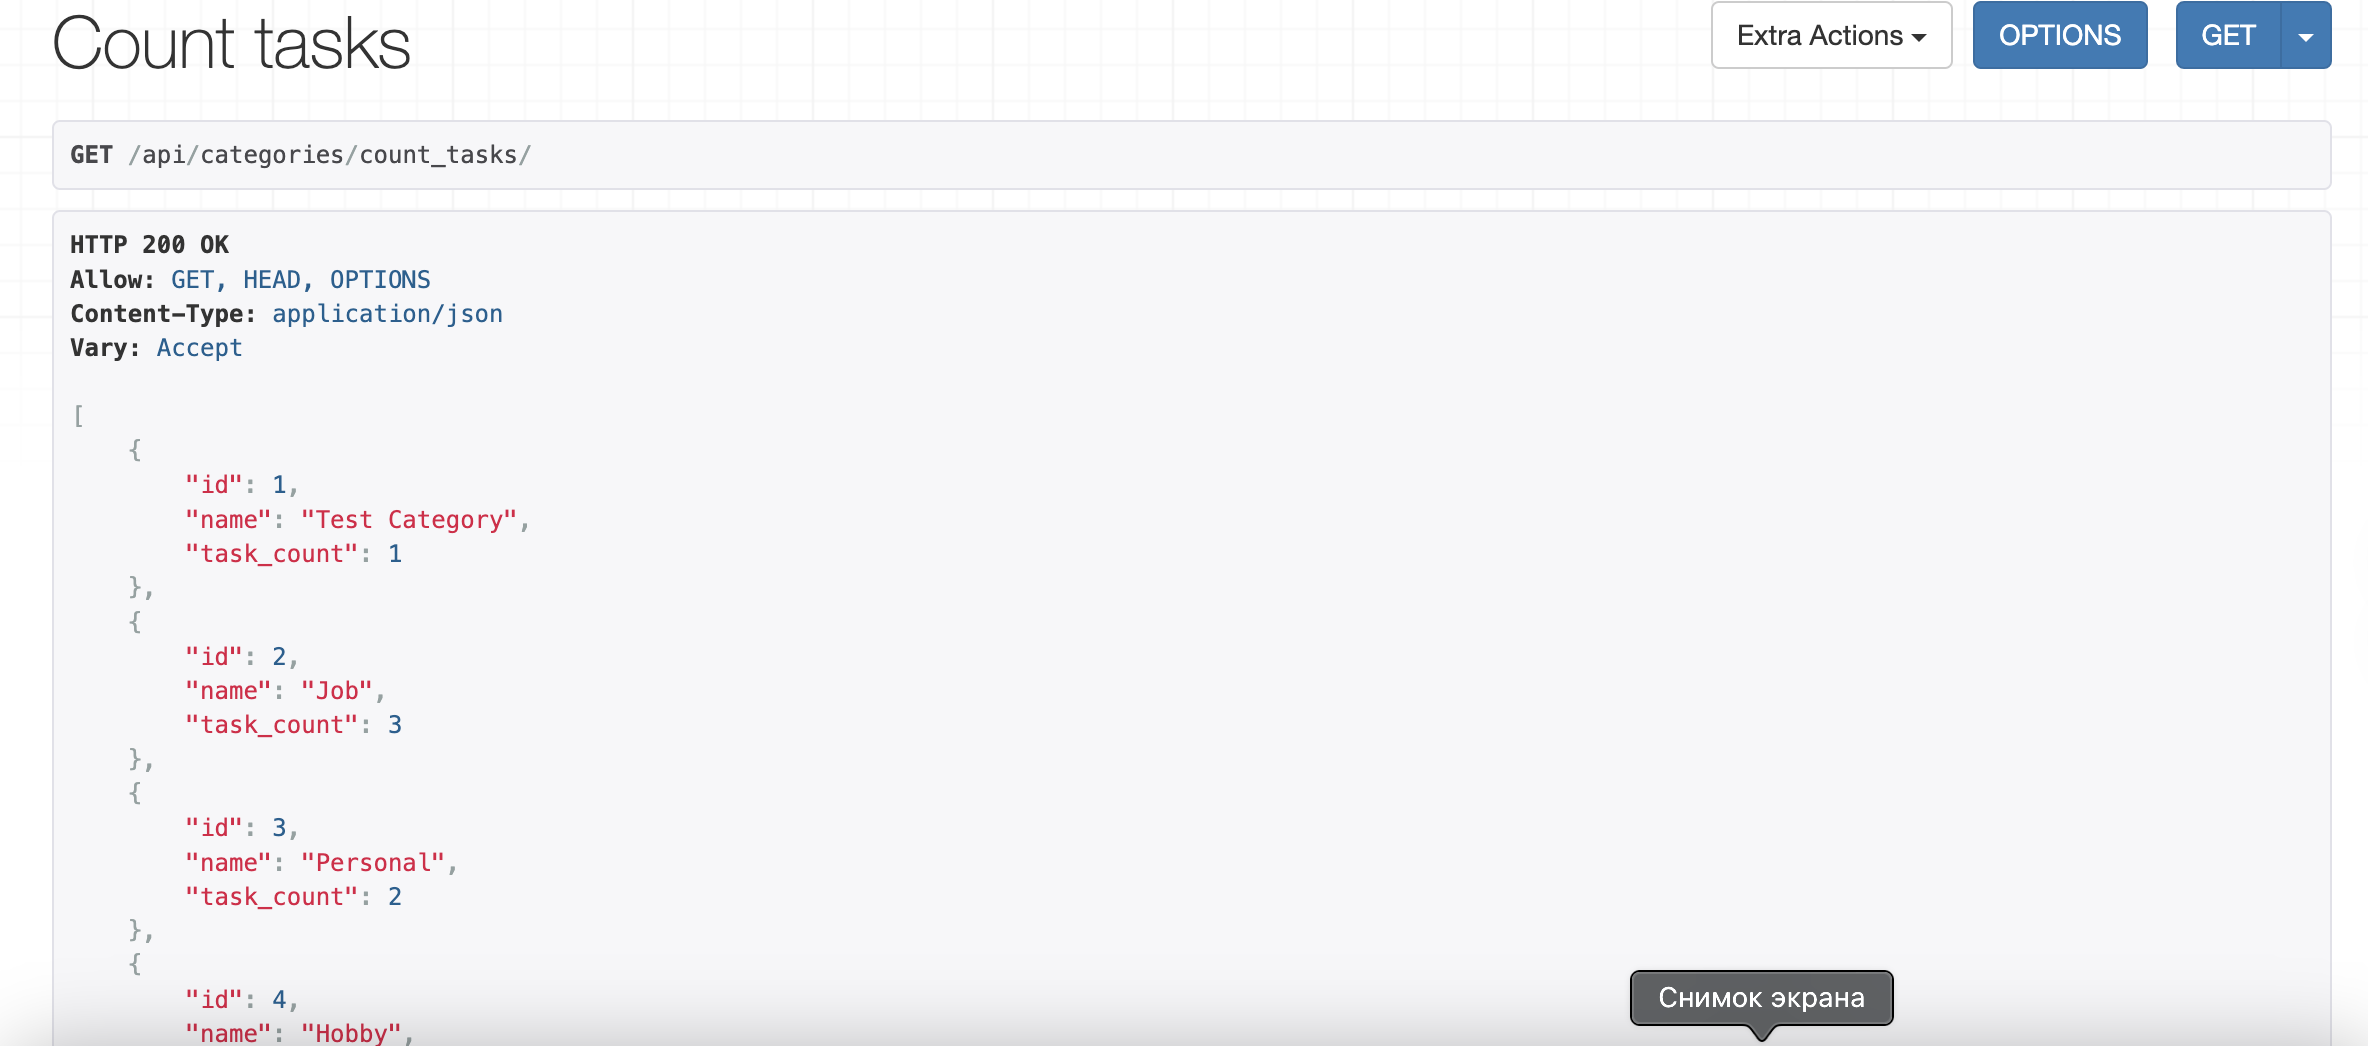 Count tasks
Extra Actions
OPTIONS
GET
GET /api/categories/count_tasks/
HTTP 200 OK
Allow: GET, HEAD, OPTIONS
Content-Type: application/json
Vary: Accept
[
    {
        "id": 1,
        "name": "Test Category",
        "task_count": 1
    },
    {
        "id": 2,
        "name": "Job",
        "task_count": 3
    },
    {
        "id": 3,
        "name": "Personal",
        "task_count": 2
    },
    {
        "id": 4,
        "name": "Hobby",
Снимок экрана